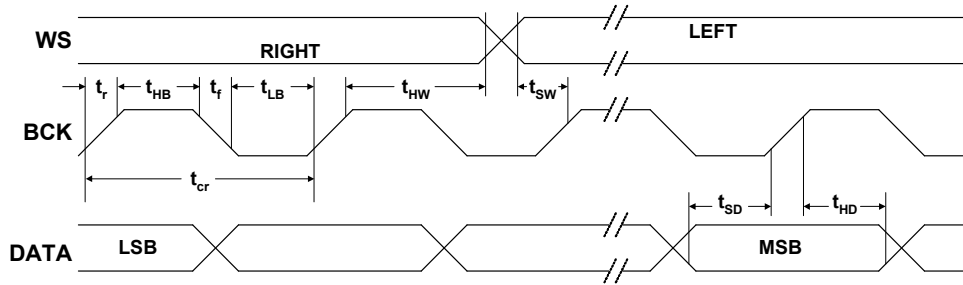 WS
RIGHT
LEFT
tr tHB tf tLB tHW tSW
BCK
tcr
tSD tHD
DATA
LSB
MSB